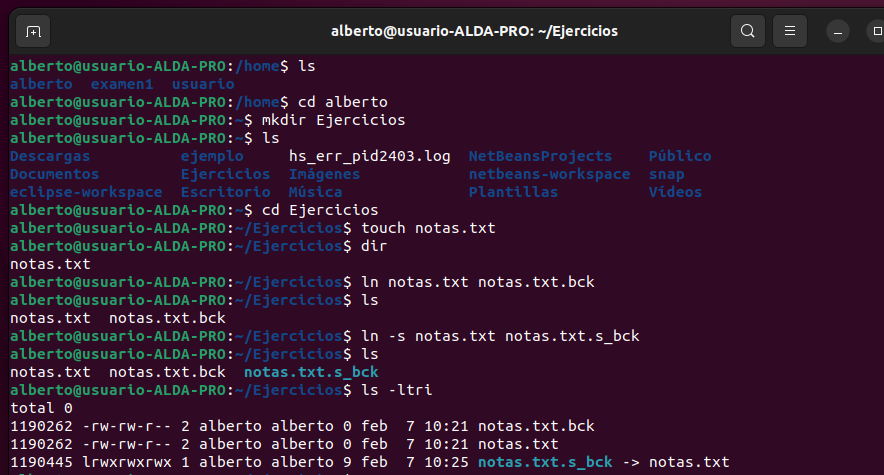 alberto@usuario-ALDA-PRO: ~/Ejercicios
alberto@usuario-ALDA-PRO:/home$ ls
alberto  examen1  usuario
alberto@usuario-ALDA-PRO:/home$ cd alberto
alberto@usuario-ALDA-PRO:~$ mkdir Ejercicios
alberto@usuario-ALDA-PRO:~$ ls
Descargas          ejemplo     hs_err_pid2403.log  NetBeansProjects    Público
Documentos         Ejercicios  Imágenes            netbeans-workspace  snap
eclipse-workspace  Escritorio  Música              Plantillas          Vídeos
alberto@usuario-ALDA-PRO:~$ cd Ejercicios
alberto@usuario-ALDA-PRO:~/Ejercicios$ touch notas.txt
alberto@usuario-ALDA-PRO:~/Ejercicios$ dir
notas.txt
alberto@usuario-ALDA-PRO:~/Ejercicios$ ln notas.txt notas.txt.bck
alberto@usuario-ALDA-PRO:~/Ejercicios$ ls
notas.txt  notas.txt.bck
alberto@usuario-ALDA-PRO:~/Ejercicios$ ln -s notas.txt notas.txt.s_bck
alberto@usuario-ALDA-PRO:~/Ejercicios$ ls
notas.txt  notas.txt.bck  notas.txt.s_bck
alberto@usuario-ALDA-PRO:~/Ejercicios$ ls -ltri
total 0
1190262 -rw-rw-r-- 2 alberto alberto 0 feb  7 10:21 notas.txt.bck
1190262 -rw-rw-r-- 2 alberto alberto 0 feb  7 10:21 notas.txt
1190445 lrwxrwxrwx 1 alberto alberto 9 feb  7 10:25 notas.txt.s_bck -> notas.txt